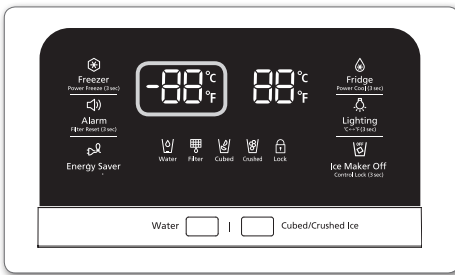 -88°C °F
88°C °F
Freezer
Power Freeze (3 sec)
Alarm
Filter Reset (3 sec)
Energy Saver
Fridge
Power Cool (3 sec)
Lighting
°C↔°F (3 sec)
OFF
Ice Maker Off
Control Lock (3 sec)
Water Filter Cubed Crushed Lock
Water | Cubed/Crushed Ice